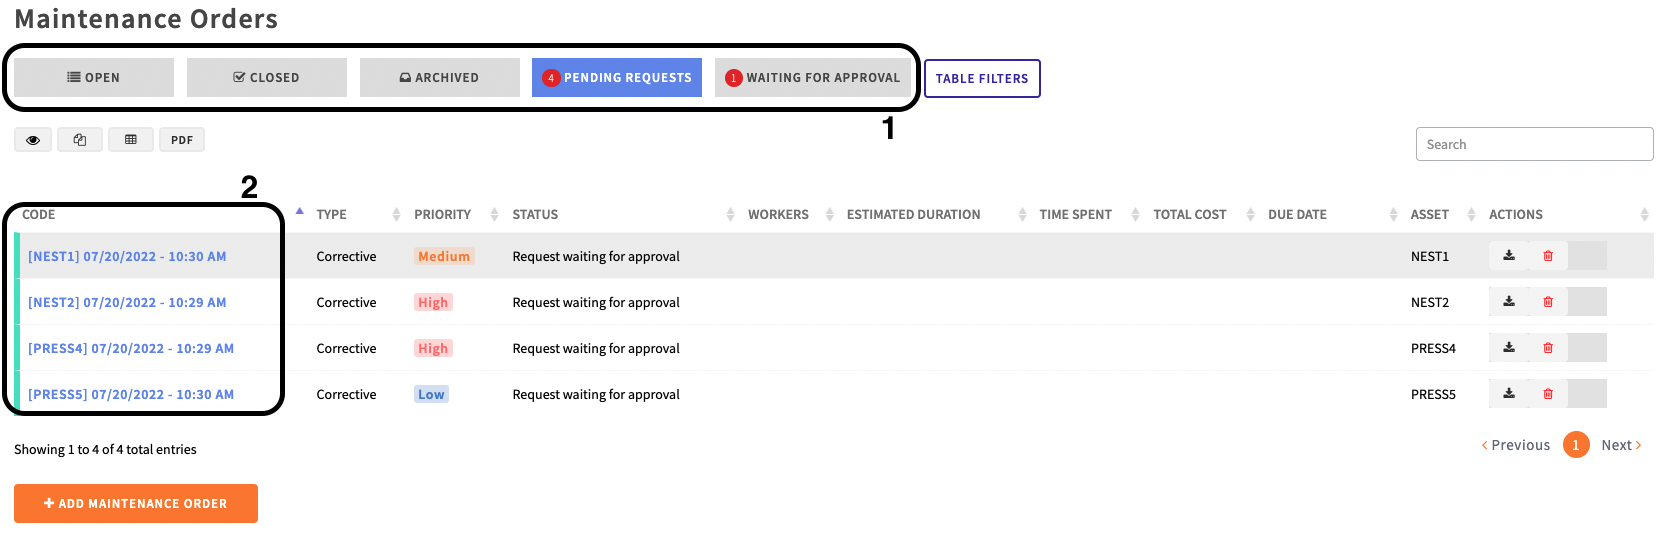 Maintenance Orders
OPEN CLOSED ARCHIVED 4 PENDING REQUESTS 1 WAITING FOR APPROVAL TABLE FILTERS
1
PDF Search
2
CODE TYPE PRIORITY STATUS WORKERS ESTIMATED DURATION TIME SPENT TOTAL COST DUE DATE ASSET ACTIONS
[NEST1] 07/20/2022 - 10:30 AM Corrective Medium Request waiting for approval NEST1
[NEST2] 07/20/2022 - 10:29 AM Corrective High Request waiting for approval NEST2
[PRESS4] 07/20/2022 - 10:29 AM Corrective High Request waiting for approval PRESS4
[PRESS5] 07/20/2022 - 10:30 AM Corrective Low Request waiting for approval PRESS5
Showing 1 to 4 of 4 total entries Previous 1 Next
ADD MAINTENANCE ORDER